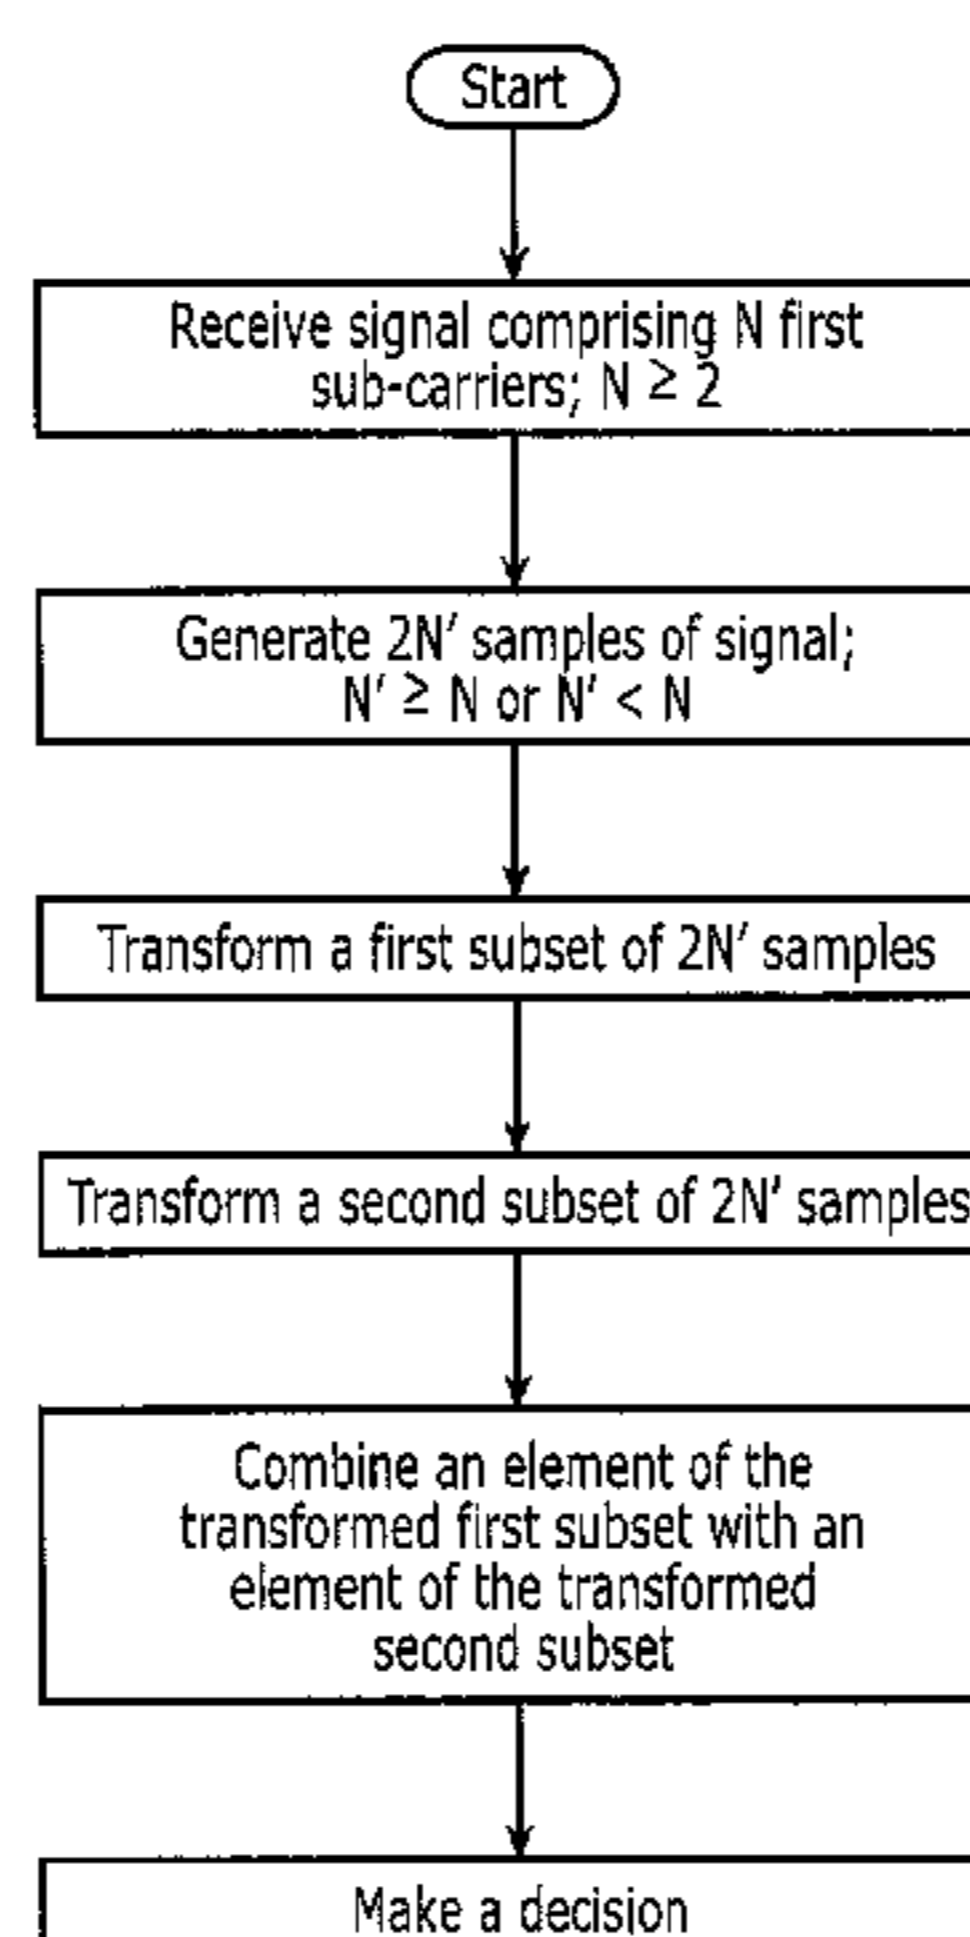 Start
Receive signal comprising N first
sub-carriers; N ≥ 2
Generate 2N′ samples of signal;
N′ ≥ N or N′ < N
Transform a first subset of 2N′ samples
Transform a second subset of 2N′ samples
Combine an element of the
transformed first subset with an
element of the transformed
second subset
Make a decision